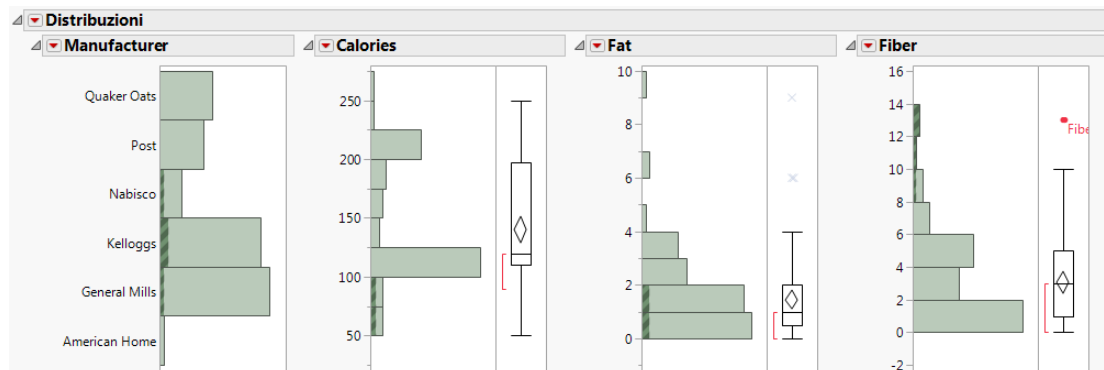 Distribuzioni
Manufacturer
Quaker Oats
Post
Nabisco
Kelloggs
General Mills
American Home
Calories
250
200
150
100
50
Fat
10
8
6
4
2
0
Fiber
16
14
12
10
8
6
4
2
0
-2
Fibe